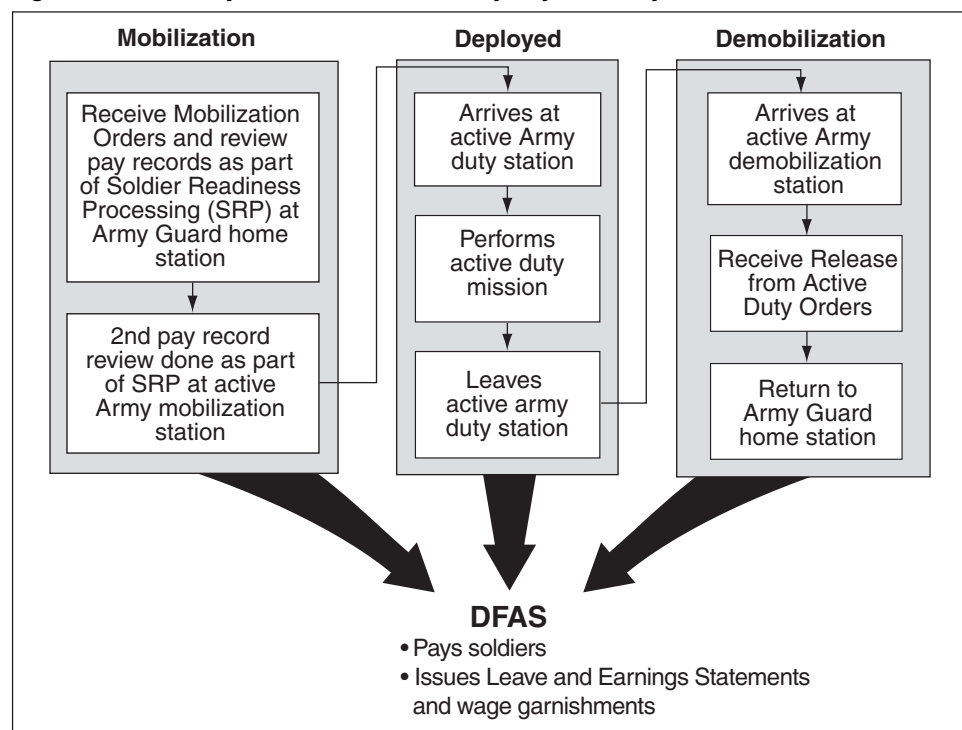 Mobilization
Receive Mobilization
Orders and review
pay records as part
of Soldier Readiness
Processing (SRP) at
Army Guard home
station
2nd pay record
review done as part
of SRP at active
Army mobilization
station
Deployed
Arrives at
active Army
duty station
Performs
active duty
mission
Leaves
active army
duty station
Demobilization
Arrives at
active Army
demobilization
station
Receive Release
from Active
Duty Orders
Return to
Army Guard
home station
DFAS
• Pays soldiers
• Issues Leave and Earnings Statements
and wage garnishments